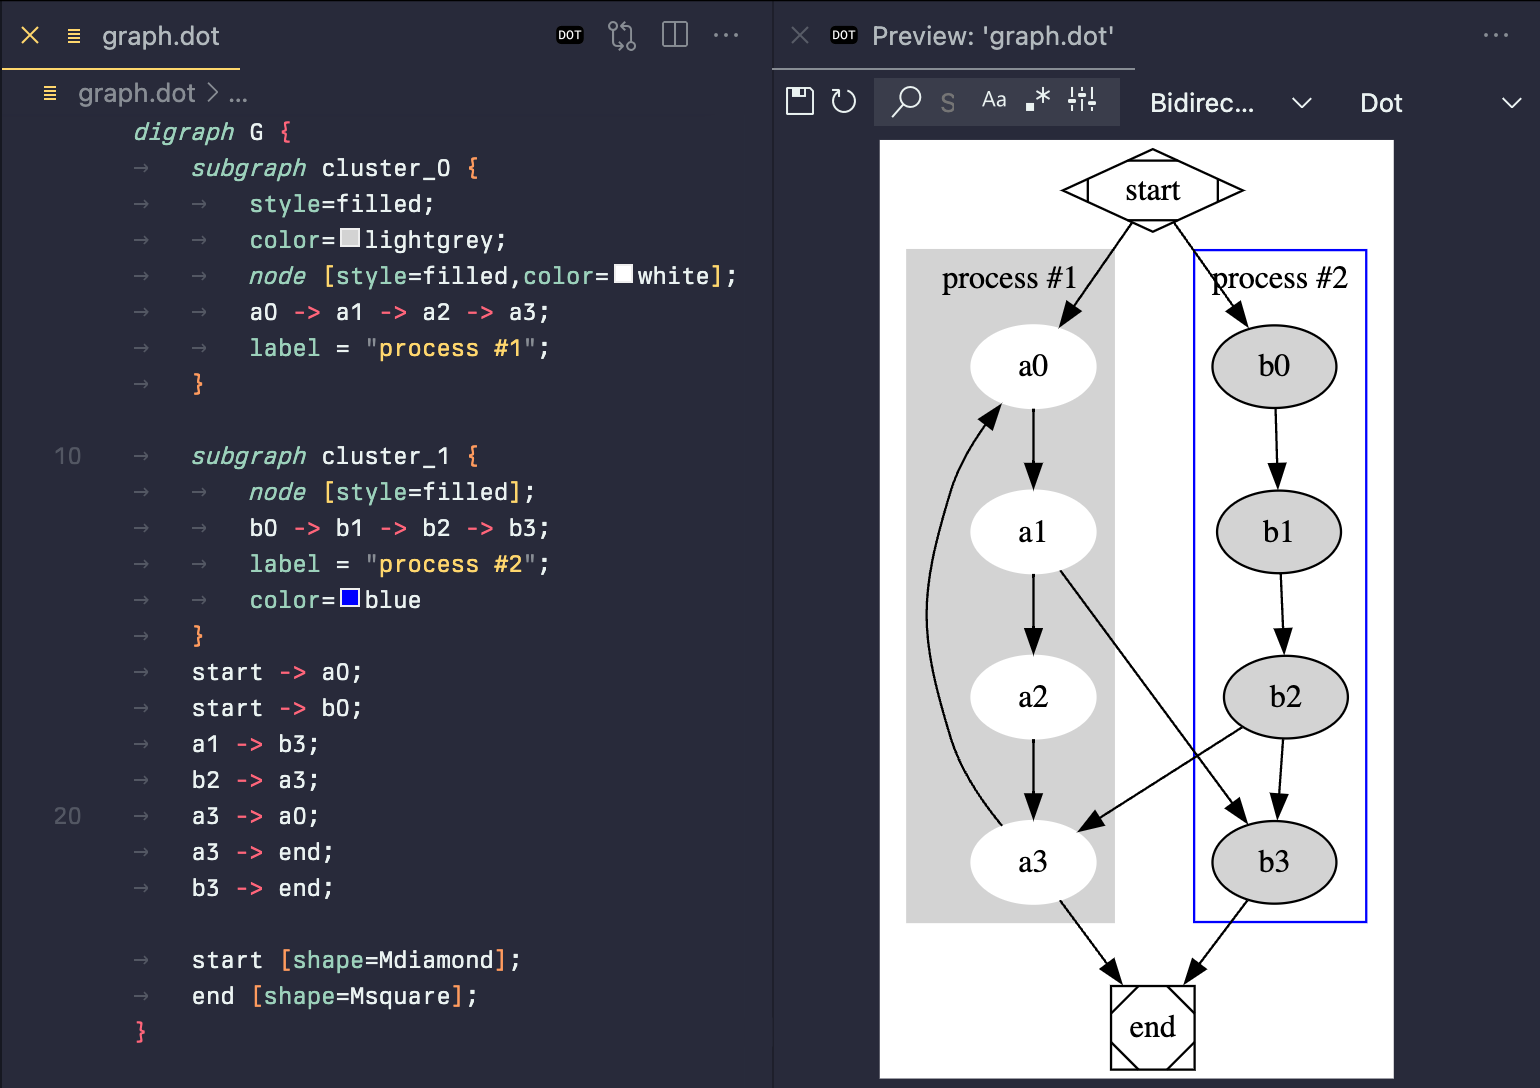 graph.dot
DOT
graph.dot > ...
digraph G {
→ subgraph cluster_0 {
→ → style=filled;
→ → color=lightgrey;
→ → node [style=filled,color=white];
→ → a0 -> a1 -> a2 -> a3;
→ → label = "process #1";
→ }
10 → subgraph cluster_1 {
→ → node [style=filled];
→ → b0 -> b1 -> b2 -> b3;
→ → label = "process #2";
→ → color=blue
→ }
→ start -> a0;
→ start -> b0;
→ a1 -> b3;
→ b2 -> a3;
20 → a3 -> a0;
→ a3 -> end;
→ b3 -> end;
→ start [shape=Mdiamond];
→ end [shape=Msquare];
}
DOT Preview: 'graph.dot'
S Aa .* Bidirec... Dot
start
process #1
process #2
a0
b0
a1
b1
a2
b2
a3
b3
end